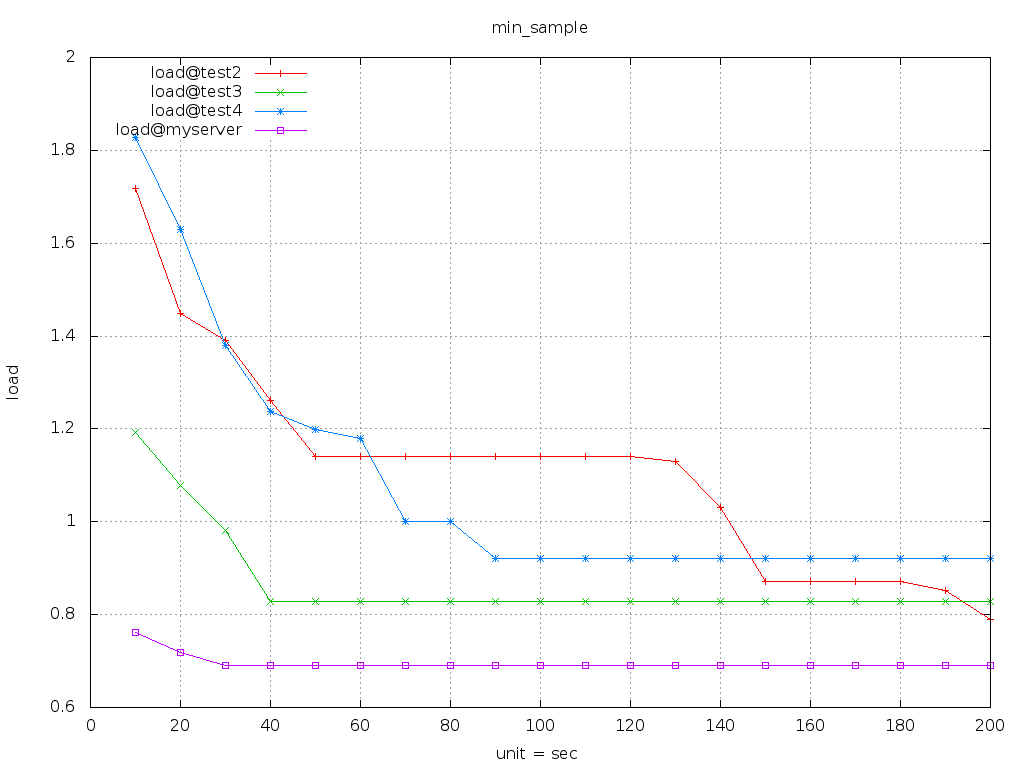 min_sample
load@test2
load@test3
load@test4
load@myserver
2
1.8
1.6
1.4
1.2
1
0.8
0.6
load
0 20 40 60 80 100 120 140 160 180 200
unit = sec